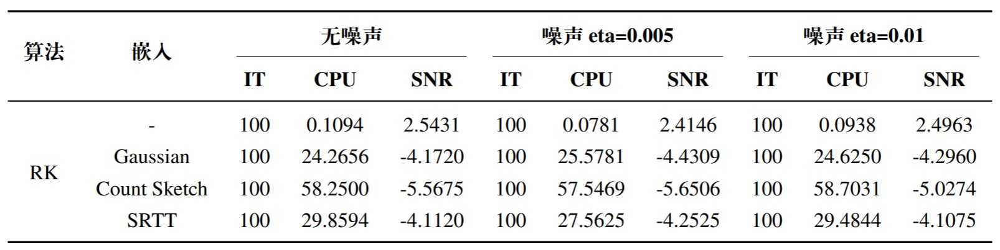 算法 嵌入 无噪声 噪声 eta=0.005 噪声 eta=0.01
IT CPU SNR IT CPU SNR IT CPU SNR
- 100 0.1094 2.5431 100 0.0781 2.4146 100 0.0938 2.4963
Gaussian 100 24.2656 -4.1720 100 25.5781 -4.4309 100 24.6250 -4.2960
RK
Count Sketch 100 58.2500 -5.5675 100 57.5469 -5.6506 100 58.7031 -5.0274
SRTT 100 29.8594 -4.1120 100 27.5625 -4.2525 100 29.4844 -4.1075